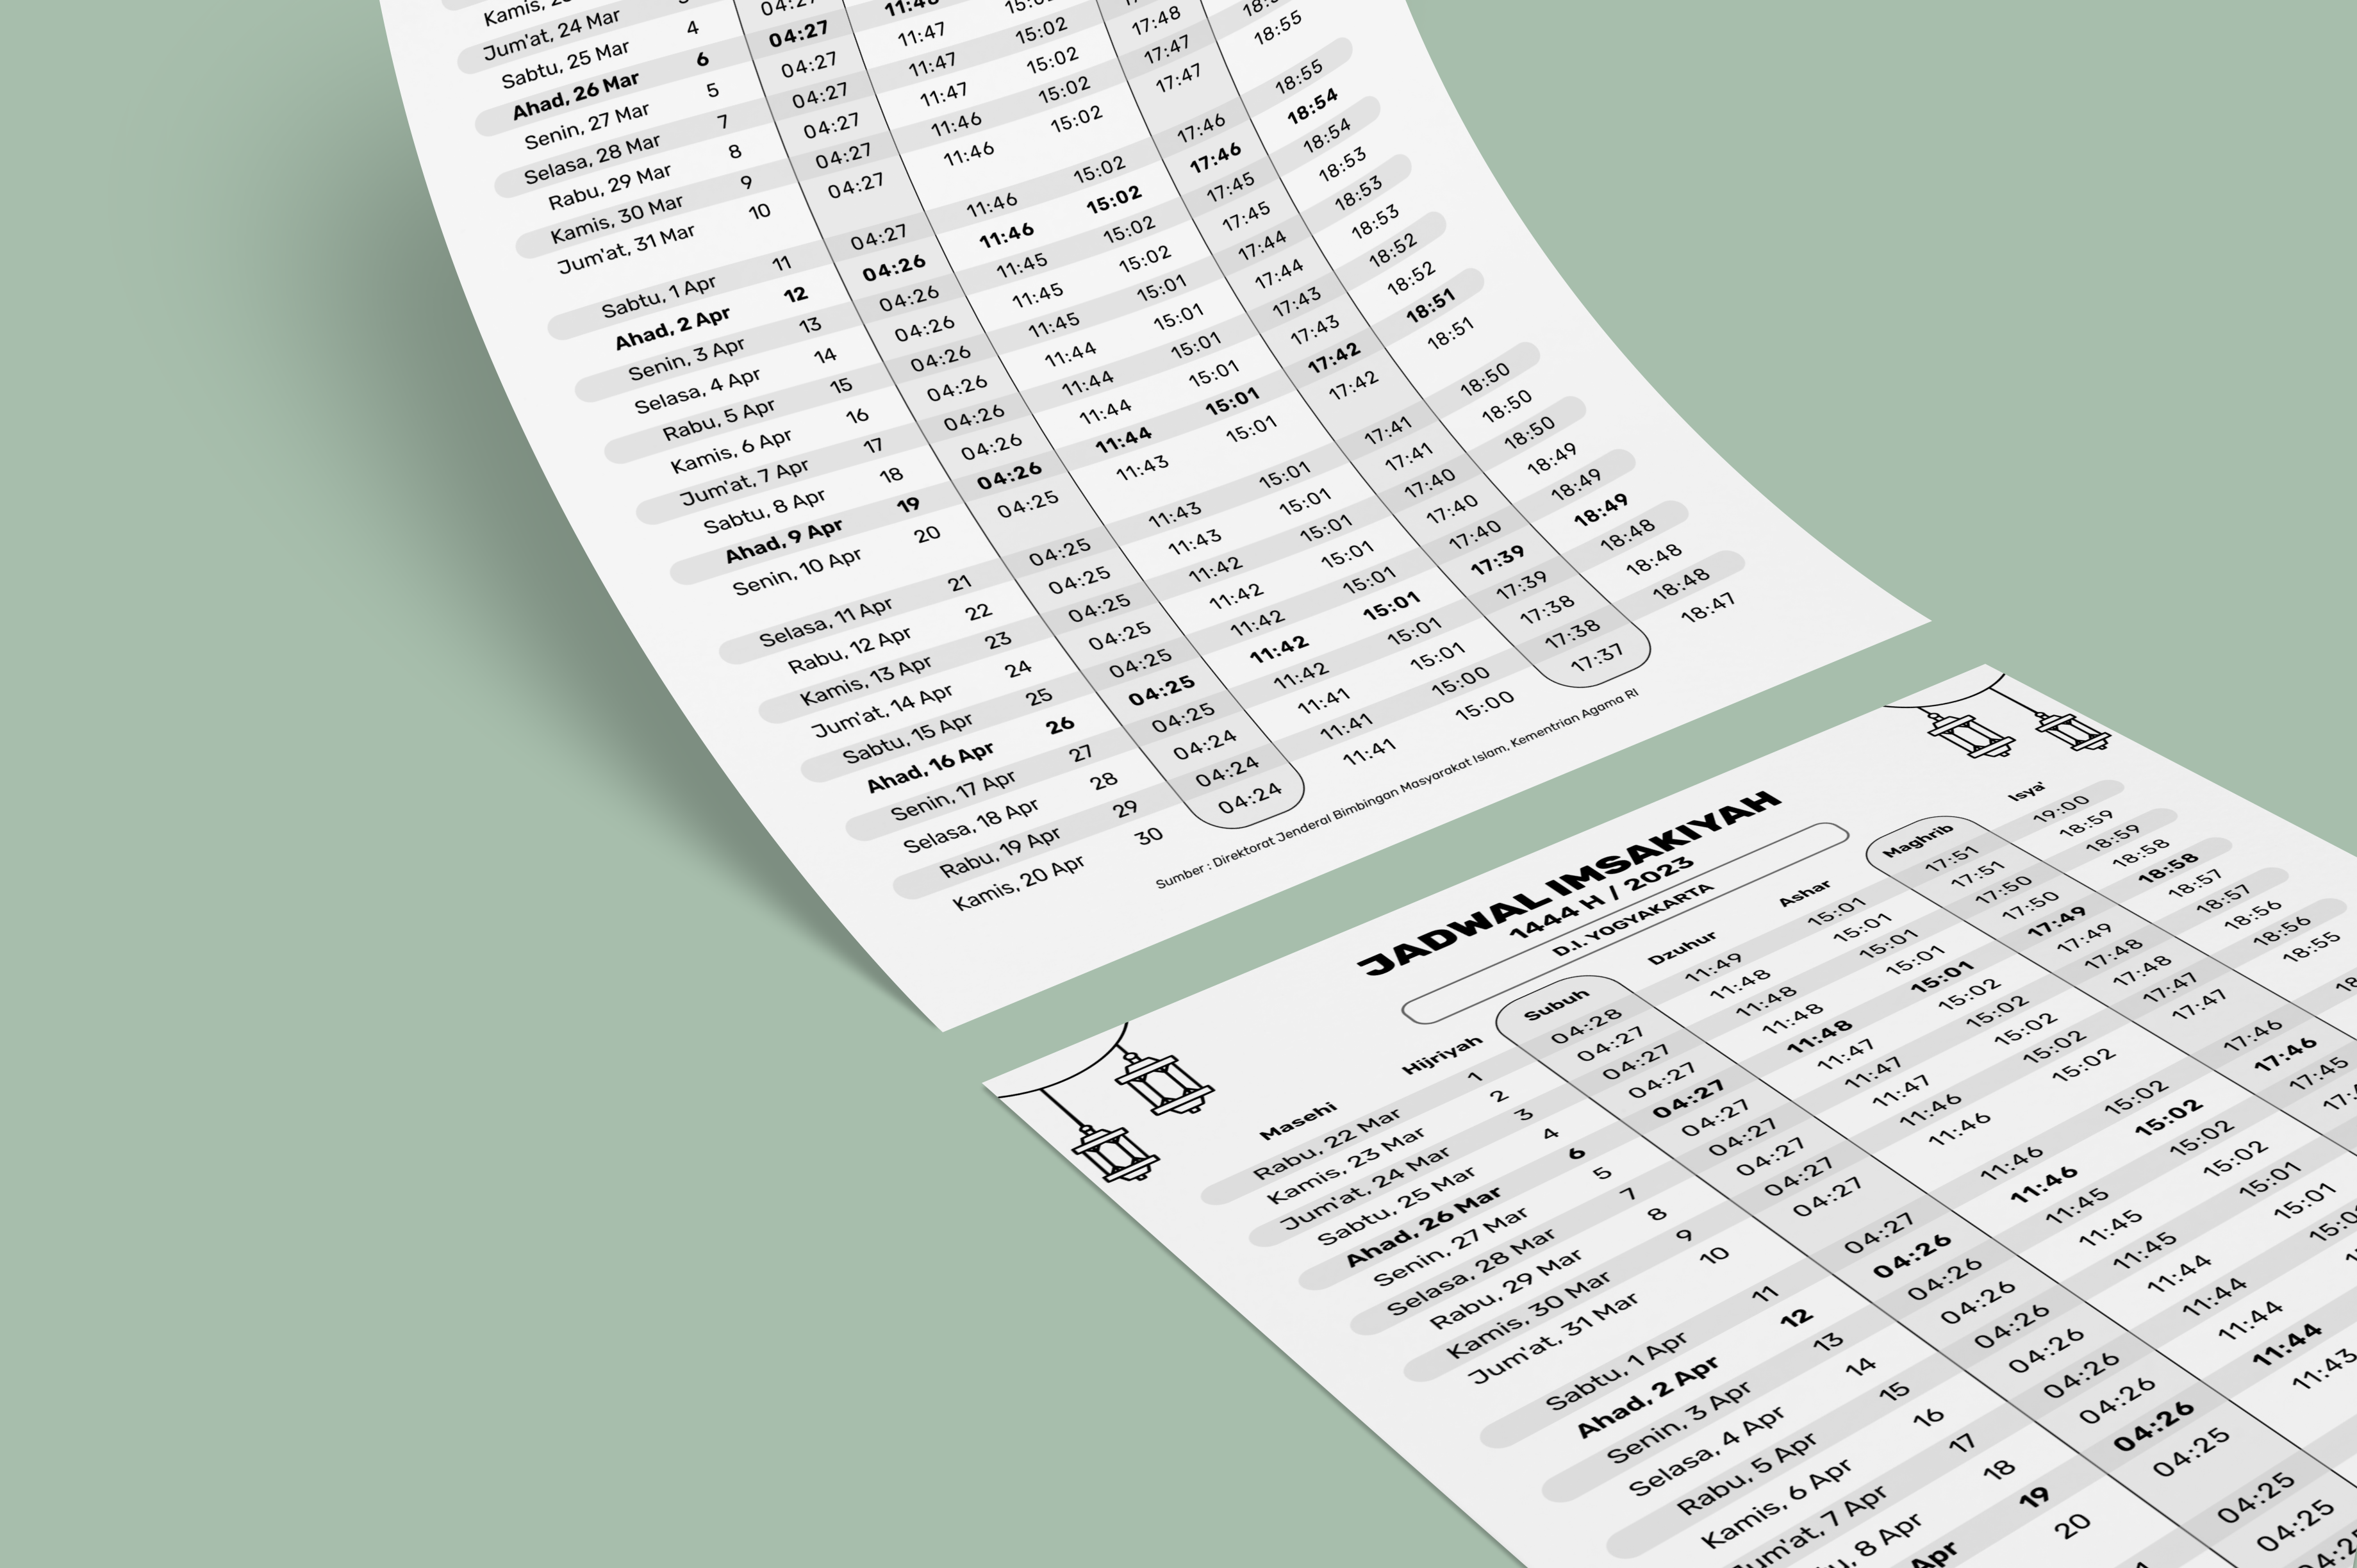 Jum'at, 24 Mar
Sabtu, 25 Mar 4 04:27
Ahad, 26 Mar 6 04:27
Senin, 27 Mar 5 04:27 11:47
Selasa, 28 Mar 7 04:27 11:47 15:02
Rabu, 29 Mar 8 04:27 11:47 15:02 17:48
Kamis, 30 Mar 9 04:27 11:46 15:02 17:47
Jum'at, 31 Mar 10 04:27 11:46 15:02 17:47 18:55
Sabtu, 1 Apr 11 04:27 11:46 15:02 17:46 18:55
Ahad, 2 Apr 12 04:26 11:46 15:02 17:46 18:54
Senin, 3 Apr 13 04:26 11:45 15:02 17:45 18:54
Selasa, 4 Apr 14 04:26 11:45 15:02 17:45 18:53
Rabu, 5 Apr 15 04:26 11:45 15:01 17:44 18:53
Kamis, 6 Apr 16 04:26 11:44 15:01 17:44 18:53
Jum'at, 7 Apr 17 04:26 11:44 15:01 17:43 18:52
Sabtu, 8 Apr 18 04:26 11:44 15:01 17:43 18:52
Ahad, 9 Apr 19 04:26 11:44 15:01 17:42 18:51
Senin, 10 Apr 20 04:25 11:43 15:01 17:42 18:51
Selasa, 11 Apr 21 04:25 11:43 15:01 17:41 18:50
Rabu, 12 Apr 22 04:25 11:43 15:01 17:41 18:50
Kamis, 13 Apr 23 04:25 11:42 15:01 17:40 18:50
Jum'at, 14 Apr 24 04:25 11:42 15:01 17:40 18:49
Sabtu, 15 Apr 25 04:25 11:42 15:01 17:40 18:49
Ahad, 16 Apr 26 04:25 11:42 15:01 17:39 18:49
Senin, 17 Apr 27 04:25 11:42 15:01 17:39 18:48
Selasa, 18 Apr 28 04:24 11:41 15:01 17:38 18:48
Rabu, 19 Apr 29 04:24 11:41 15:00 17:38 18:48
Kamis, 20 Apr 30 04:24 11:41 15:00 17:37 18:47
Sumber : Direktorat Jenderal Bimbingan Masyarakat Islam, Kementrian Agama RI
JADWAL IMSAKIYAH
1444 H / 2023
D.I. YOGYAKARTA
Masehi Hijriyah Subuh Dzuhur Ashar Maghrib Isya'
Rabu, 22 Mar 1 04:28 11:49 15:01 17:51 19:00
Kamis, 23 Mar 2 04:27 11:48 15:01 17:51 18:59
Jum'at, 24 Mar 3 04:27 11:48 15:01 17:50 18:59
Sabtu, 25 Mar 4 04:27 11:48 15:01 17:50 18:58
Ahad, 26 Mar 6 04:27 11:48 15:01 17:49 18:58
Senin, 27 Mar 5 04:27 11:47 15:02 17:49 18:57
Selasa, 28 Mar 7 04:27 11:47 15:02 17:48 18:57
Rabu, 29 Mar 8 04:27 11:47 15:02 17:48 18:56
Kamis, 30 Mar 9 04:27 11:46 15:02 17:47 18:56
Jum'at, 31 Mar 10 04:27 11:46 15:02 17:47 18:55
Sabtu, 1 Apr 11 04:27 11:46 15:02 17:46
Ahad, 2 Apr 12 04:26 11:46 15:02 17:46
Senin, 3 Apr 13 04:26 11:45 15:02 17:45
Selasa, 4 Apr 14 04:26 11:45 15:02
Rabu, 5 Apr 15 04:26 11:45 15:01
Kamis, 6 Apr 16 04:26 11:44 15:01
Jum'at, 7 Apr 17 04:26 11:44
8 Apr 18 04:26 11:44
Apr 19 04:26 11:44
20 04:25 11:43
04:25
04:25